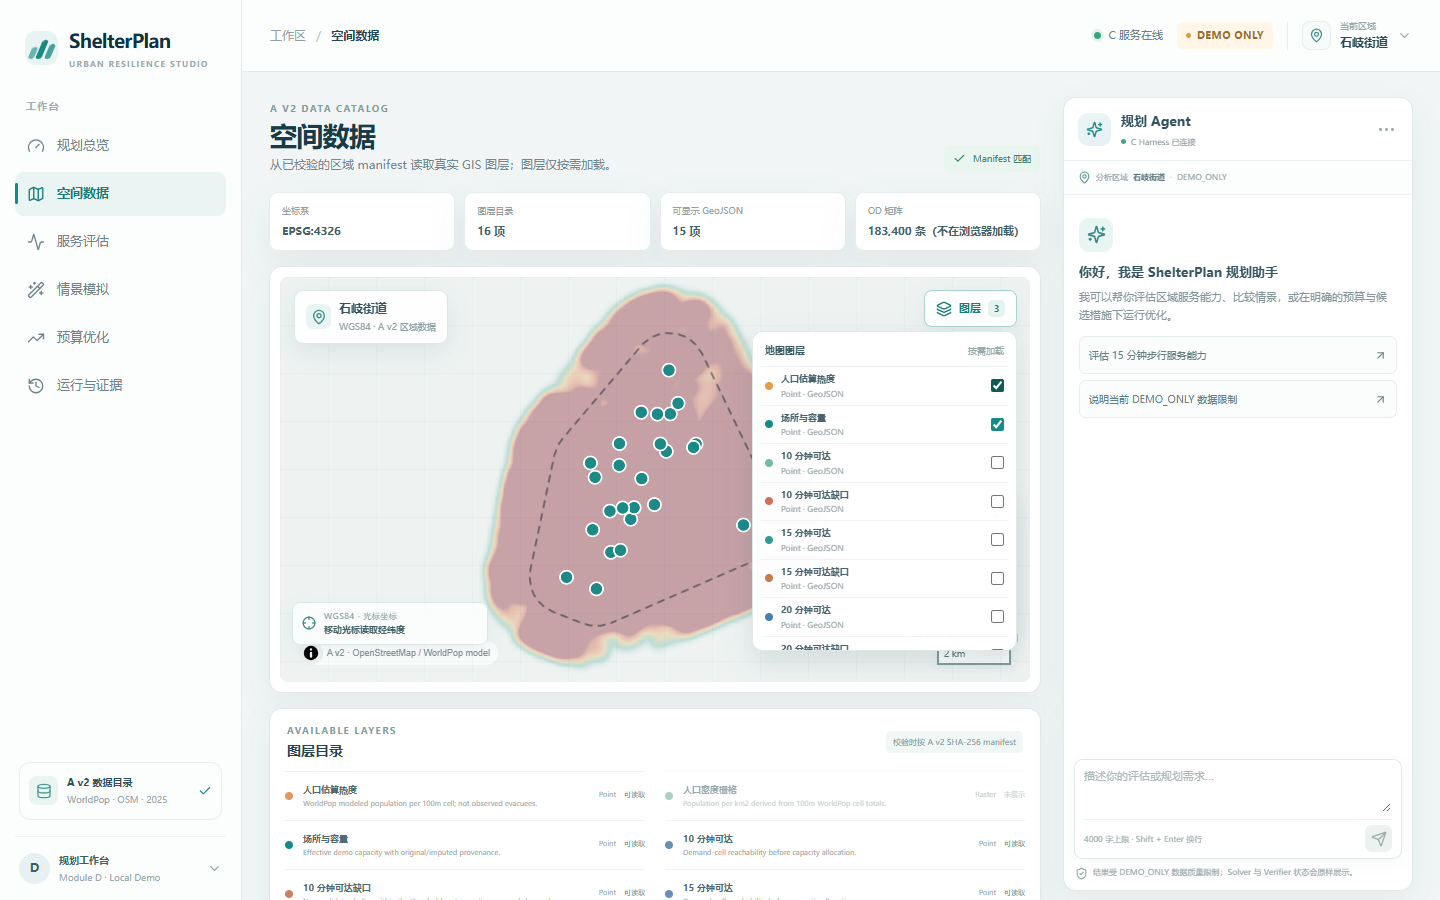 ShelterPlan
URBAN RESILIENCE STUDIO
工作台
规划总览
空间数据
服务评估
情景模拟
预算优化
运行与证据
A v2 数据目录
WorldPop · OSM · 2025
D
规划工作台
Module D · Local Demo
工作区 / 空间数据
C 服务在线
DEMO ONLY
当前区域
石岐街道
A V2 DATA CATALOG
空间数据
从已校验的区域 manifest 读取真实 GIS 图层；图层仅按需加载。
Manifest 匹配
坐标系
EPSG:4326
图层目录
16 项
可显示 GeoJSON
15 项
OD 矩阵
183,400 条（不在浏览器加载）
石岐街道
WGS84 · A v2 区域数据
图层 3
地图图层 按需加载
人口估算热度
Point · GeoJSON
场所与容量
Point · GeoJSON
10 分钟可达
Point · GeoJSON
10 分钟可达缺口
Point · GeoJSON
15 分钟可达
Point · GeoJSON
15 分钟可达缺口
Point · GeoJSON
20 分钟可达
Point · GeoJSON
20 分钟可达缺口
WGS84 · 光标坐标
移动光标读取经纬度
A v2 · OpenStreetMap / WorldPop model
2 km
AVAILABLE LAYERS
图层目录
校验时按 A v2 SHA-256 manifest
人口估算热度
WorldPop modeled population per 100m cell; not observed evacuees.
Point 可读取
人口密度栅格
Population per km2 derived from 100m WorldPop cell totals.
Raster 未展示
场所与容量
Effective demo capacity with original/imputed provenance.
Point 可读取
10 分钟可达
Demand-cell reachability before capacity allocation.
Point 可读取
10 分钟可达缺口
Point 可读取
15 分钟可达
Point 可读取
规划 Agent
C Harness 已连接
分析区域 石岐街道 · DEMO_ONLY
你好，我是 ShelterPlan 规划助手
我可以帮你评估区域服务能力、比较情景，或在明确的预算与候
选措施下运行优化。
评估 15 分钟步行服务能力
说明当前 DEMO_ONLY 数据限制
描述你的评估或规划需求...
4000 字上限 · Shift + Enter 换行
结果受 DEMO_ONLY 数据质量限制；Solver 与 Verifier 状态会原样展示。